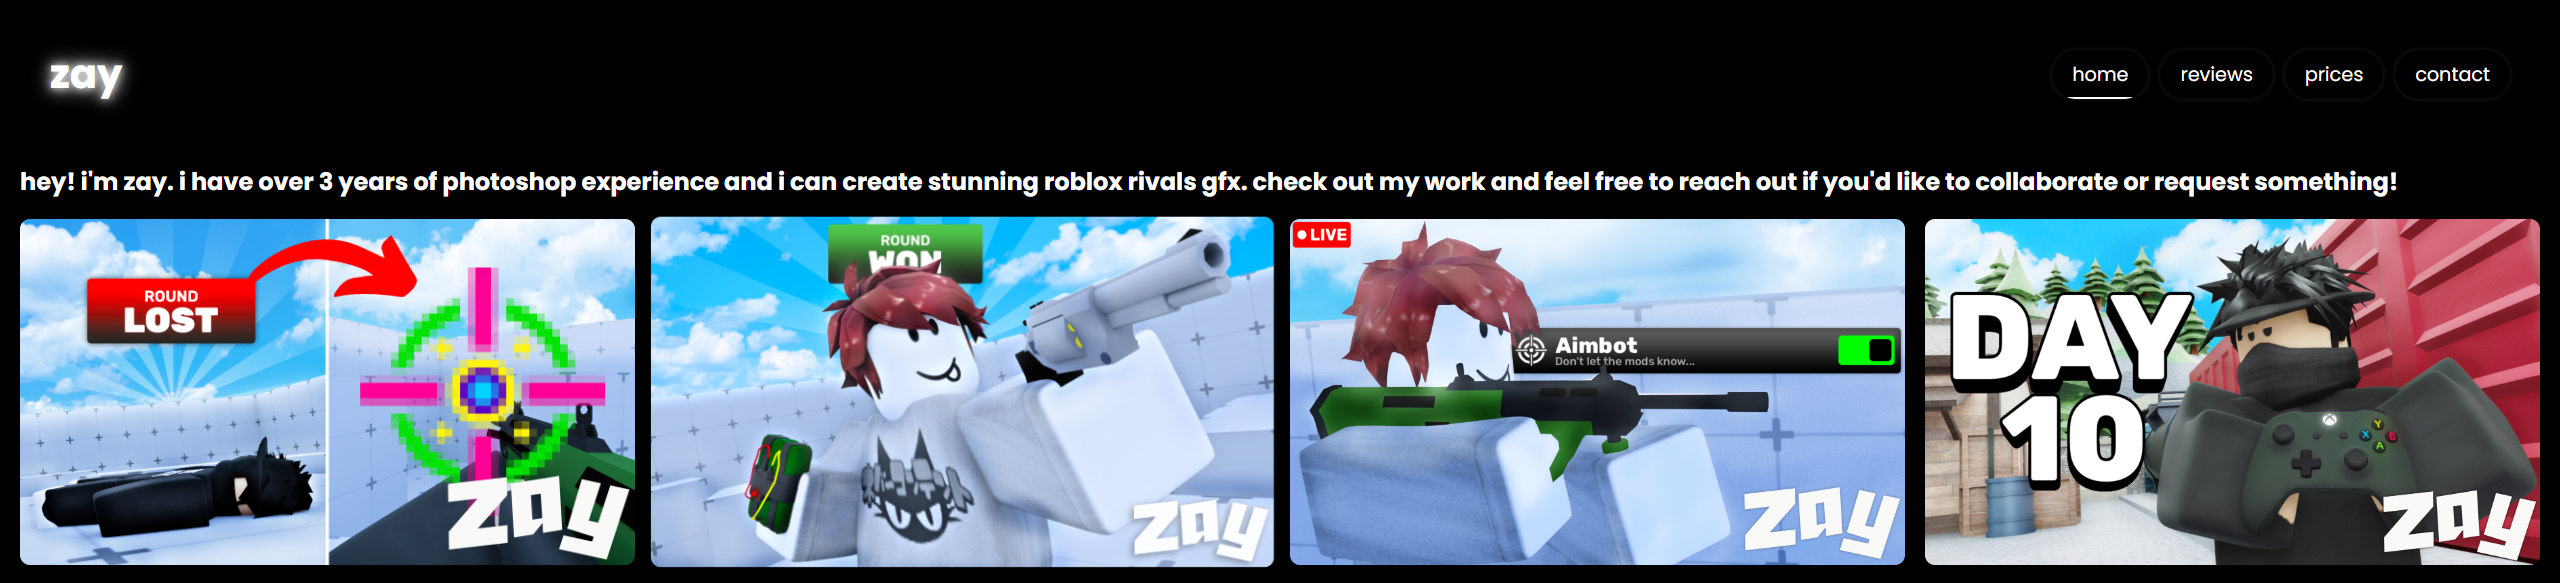 zay
home
reviews
prices
contact
hey! i'm zay. i have over 3 years of photoshop experience and i can create stunning roblox rivals gfx. check out my work and feel free to reach out if you'd like to collaborate or request something!
ROUND
LOST
zay
ROUND
WON
zay
LIVE
Aimbot
Don't let the mods know...
zay
DAY
10
Y
X
B
A
zay